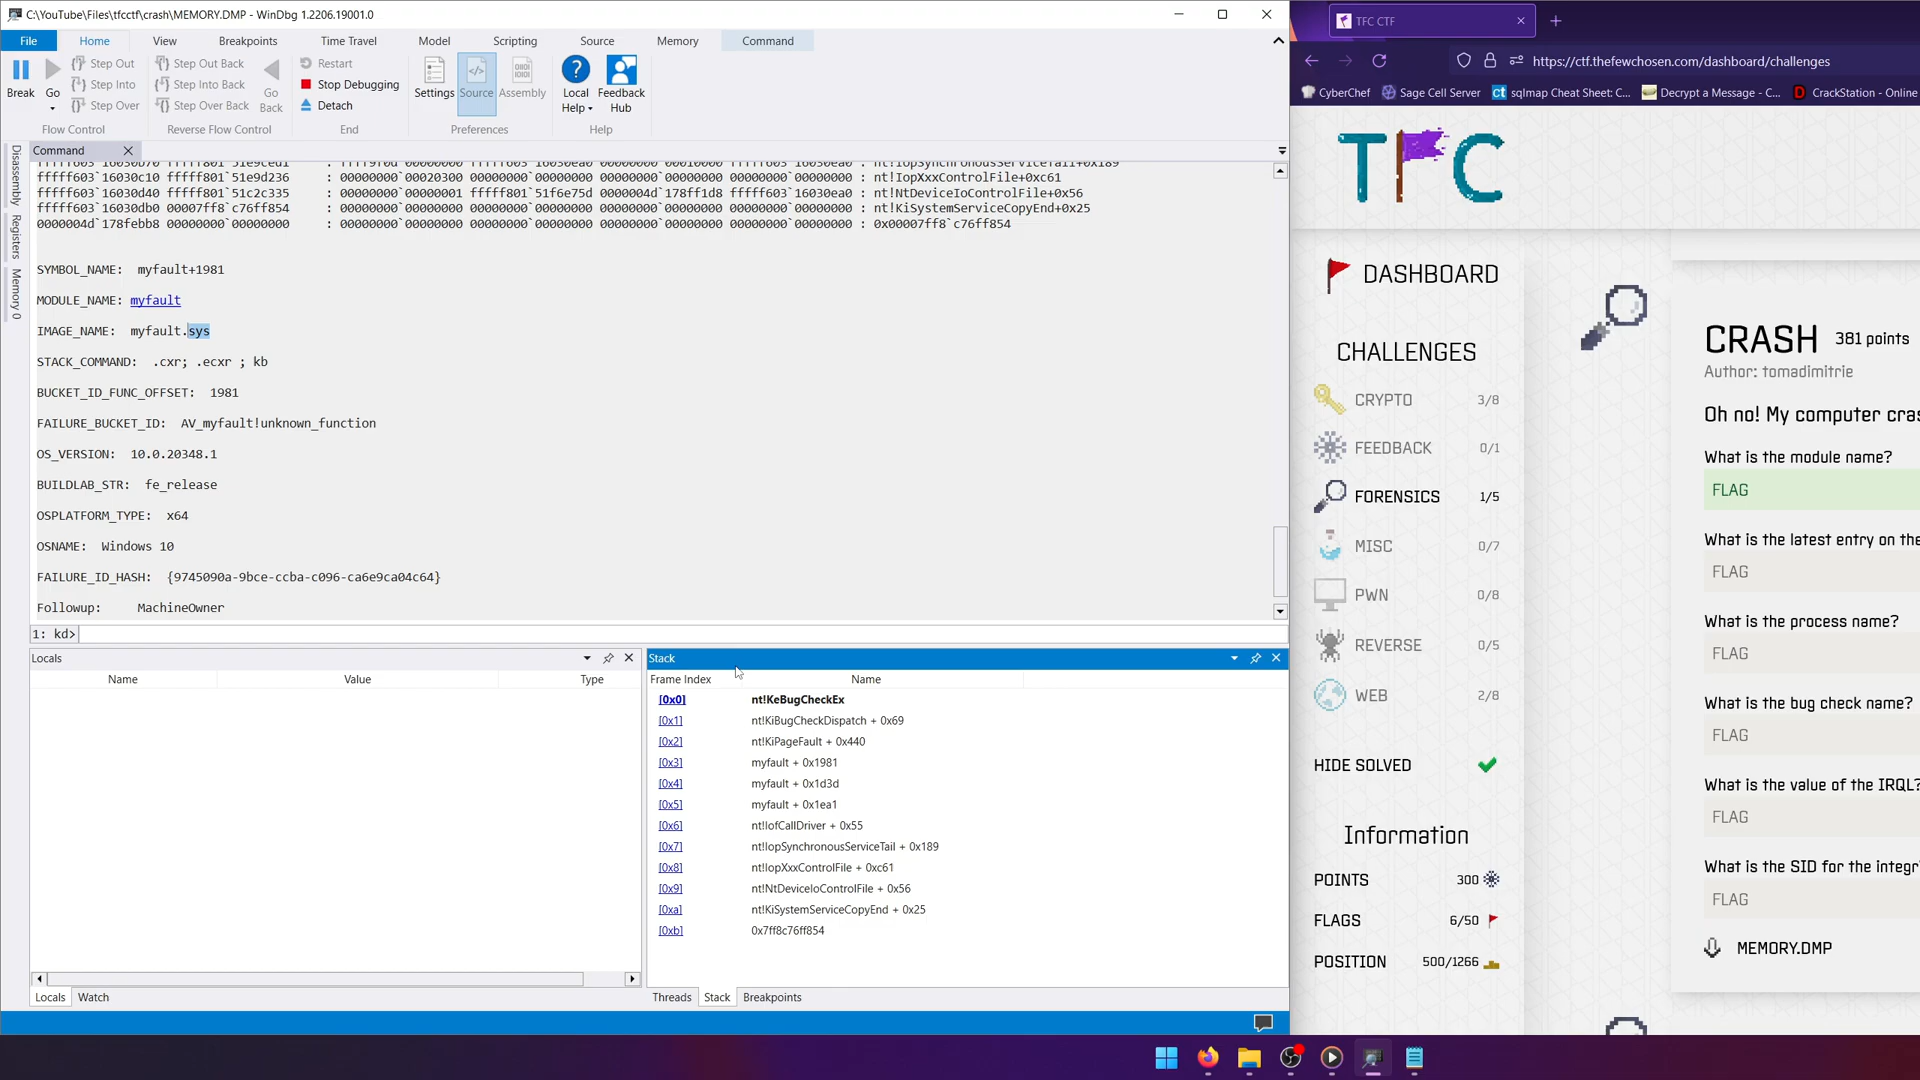 C:\YouTube\Files\tfcctf\crash\MEMORY.DMP - WinDbg 1.2206.19001.0
File Home View Breakpoints Time Travel Model Scripting Source Memory Command
Break
Go
Step Out
Step Into
Step Over
Flow Control
Step Out Back
Step Into Back
Step Over Back
Go Back
Reverse Flow Control
Restart
Stop Debugging
Detach
End
Settings Source Assembly
Preferences
Local Help
Feedback Hub
Help
Disassembly
Registers
Memory 0
Command
fffff603`16030c10 fffff801`51e9d236 : 00000000`00020300 00000000`00000000 00000000`00000000 00000000`00000000 : nt!IopXxxControlFile+0xc61
fffff603`16030d40 fffff801`51c2c335 : 00000000`00000001 fffff801`51f6e75d 0000004d`178ff1d8 fffff603`16030ea0 : nt!NtDeviceIoControlFile+0x56
fffff603`16030db0 00007ff8`c76ff854 : 00000000`00000000 00000000`00000000 00000000`00000000 00000000`00000000 : nt!KiSystemServiceCopyEnd+0x25
0000004d`178febb8 00000000`00000000 : 00000000`00000000 00000000`00000000 00000000`00000000 00000000`00000000 : 0x00007ff8`c76ff854
SYMBOL_NAME: myfault+1981
MODULE_NAME: myfault
IMAGE_NAME: myfault.sys
STACK_COMMAND: .cxr; .ecxr ; kb
BUCKET_ID_FUNC_OFFSET: 1981
FAILURE_BUCKET_ID: AV_myfault!unknown_function
OS_VERSION: 10.0.20348.1
BUILDLAB_STR: fe_release
OSPLATFORM_TYPE: x64
OSNAME: Windows 10
FAILURE_ID_HASH: {9745090a-9bce-ccba-c096-ca6e9ca04c64}
Followup: MachineOwner
1: kd>
Locals
Name Value Type
Locals Watch
Stack
Frame Index Name
[0x0] nt!KeBugCheckEx
[0x1] nt!KiBugCheckDispatch + 0x69
[0x2] nt!KiPageFault + 0x440
[0x3] myfault + 0x1981
[0x4] myfault + 0x1d3d
[0x5] myfault + 0x1ea1
[0x6] nt!IofCallDriver + 0x55
[0x7] nt!IopSynchronousServiceTail + 0x189
[0x8] nt!IopXxxControlFile + 0xc61
[0x9] nt!NtDeviceIoControlFile + 0x56
[0xa] nt!KiSystemServiceCopyEnd + 0x25
[0xb] 0x7ff8c76ff854
Threads Stack Breakpoints
TFC CTF
https://ctf.thefewchosen.com/dashboard/challenges
CyberChef Sage Cell Server sqlmap Cheat Sheet: C... Decrypt a Message - C... CrackStation - Online
TFC
DASHBOARD
CHALLENGES
CRYPTO 3/8
FEEDBACK 0/1
FORENSICS 1/5
MISC 0/7
PWN 0/8
REVERSE 0/5
WEB 2/8
HIDE SOLVED
Information
POINTS 300
FLAGS 6/50
POSITION 500/1266
CRASH 381 points
Author: tomadimitrie
Oh no! My computer cras
What is the module name?
FLAG
What is the latest entry on the
FLAG
What is the process name?
FLAG
What is the bug check name?
FLAG
What is the value of the IRQL?
FLAG
What is the SID for the integr
FLAG
MEMORY.DMP